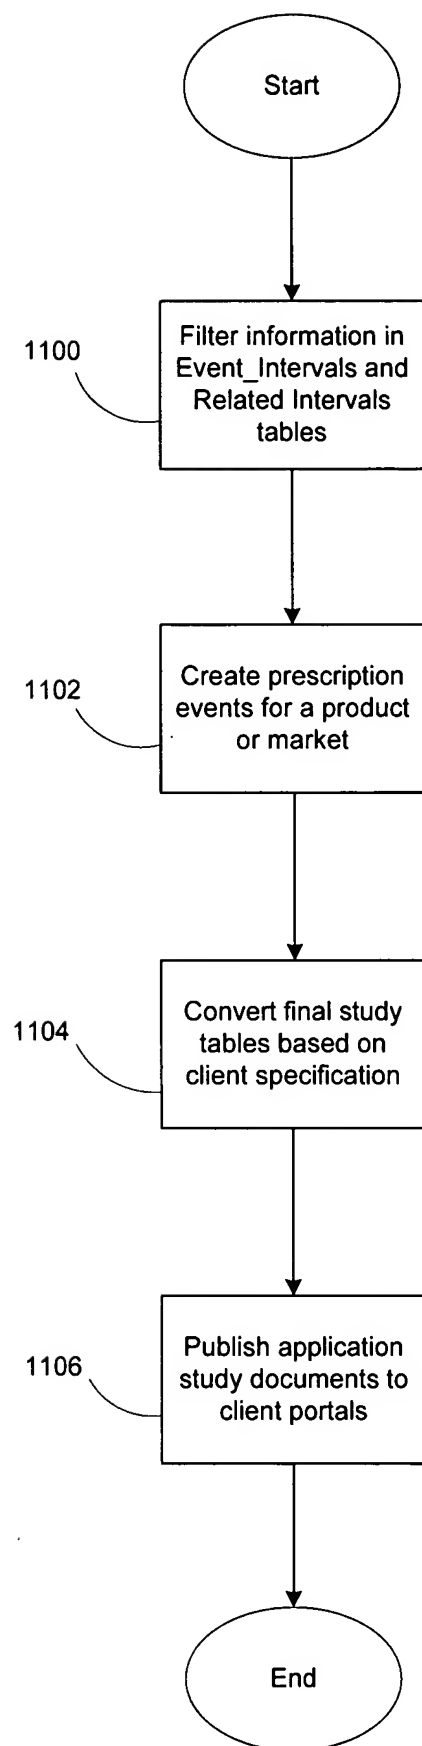 Start
1100
Filter information in
Event_Intervals and
Related Intervals
tables
1102
Create prescription
events for a product
or market
1104
Convert final study
tables based on
client specification
1106
Publish application
study documents to
client portals
End